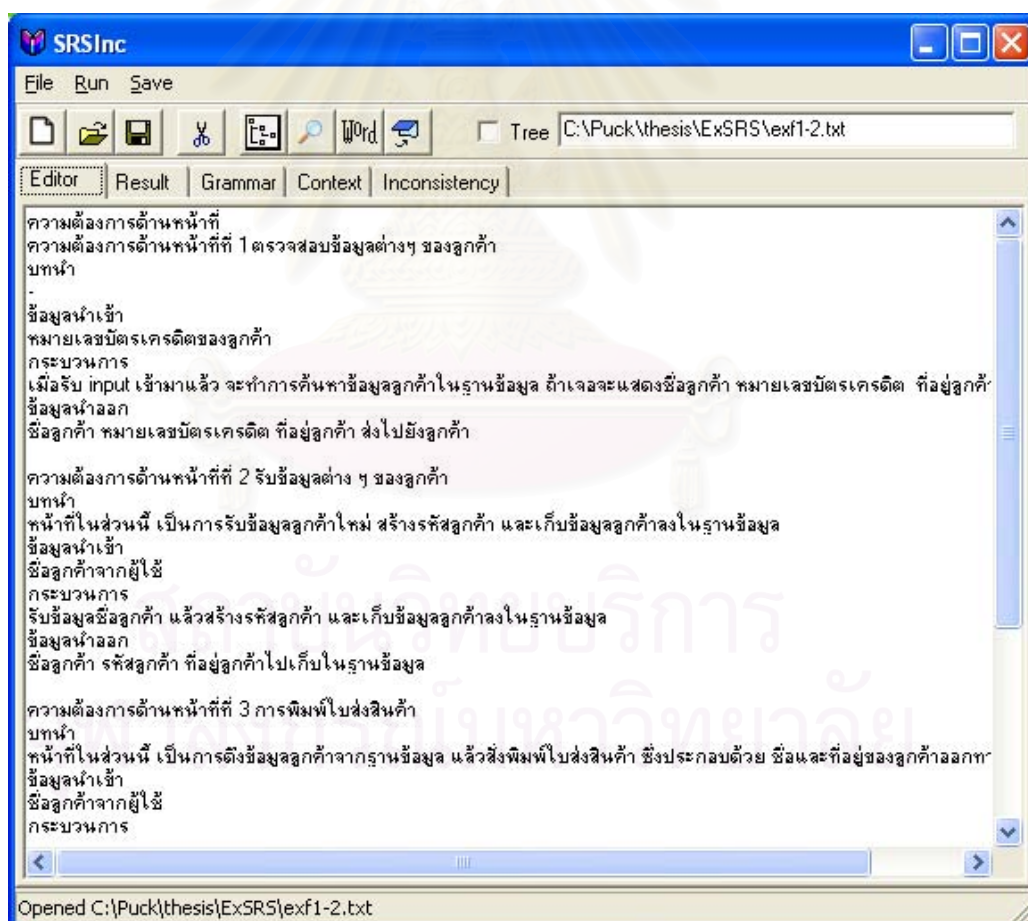 SRSInc
File Run Save
Word Tree C:\Puck\thesis\ExSRS\exf1-2.txt
Editor Result Grammar Context Inconsistency
ความต้องการด้านหน้าที่
ความต้องการด้านหน้าที่ที่ 1 ตรวจสอบข้อมูลต่างๆ ของลูกค้า
บทนำ
-
ข้อมูลนำเข้า
หมายเลขบัตรเครดิตของลูกค้า
กระบวนการ
เมื่อรับ input เข้ามาแล้ว จะทำการค้นหาข้อมูลลูกค้าในฐานข้อมูล ถ้าเจอจะแสดงชื่อลูกค้า หมายเลขบัตรเครดิต ที่อยู่ลูกค้
ข้อมูลนำออก
ชื่อลูกค้า หมายเลขบัตรเครดิต ที่อยู่ลูกค้า ส่งไปยังลูกค้า
ความต้องการด้านหน้าที่ที่ 2 รับข้อมูลต่าง ๆ ของลูกค้า
บทนำ
หน้าที่ในส่วนนี้ เป็นการรับข้อมูลลูกค้าใหม่ สร้างรหัสลูกค้า และเก็บข้อมูลลูกค้าลงในฐานข้อมูล
ข้อมูลนำเข้า
ชื่อลูกค้าจากผู้ใช้
กระบวนการ
รับข้อมูลชื่อลูกค้า แล้วสร้างรหัสลูกค้า และเก็บข้อมูลลูกค้าลงในฐานข้อมูล
ข้อมูลนำออก
ชื่อลูกค้า รหัสลูกค้า ที่อยู่ลูกค้าไปเก็บในฐานข้อมูล
ความต้องการด้านหน้าที่ที่ 3 การพิมพ์ใบส่งสินค้า
บทนำ
หน้าที่ในส่วนนี้ เป็นการดึงข้อมูลลูกค้าจากฐานข้อมูล แล้วสั่งพิมพ์ใบส่งสินค้า ซึ่งประกอบด้วย ชื่อและที่อยู่ของลูกค้าออกท
ข้อมูลนำเข้า
ชื่อลูกค้าจากผู้ใช้
กระบวนการ
สถาบันวิทยบริการ
จุฬาลงกรณ์มหาวิทยาลัย
Opened C:\Puck\thesis\ExSRS\exf1-2.txt